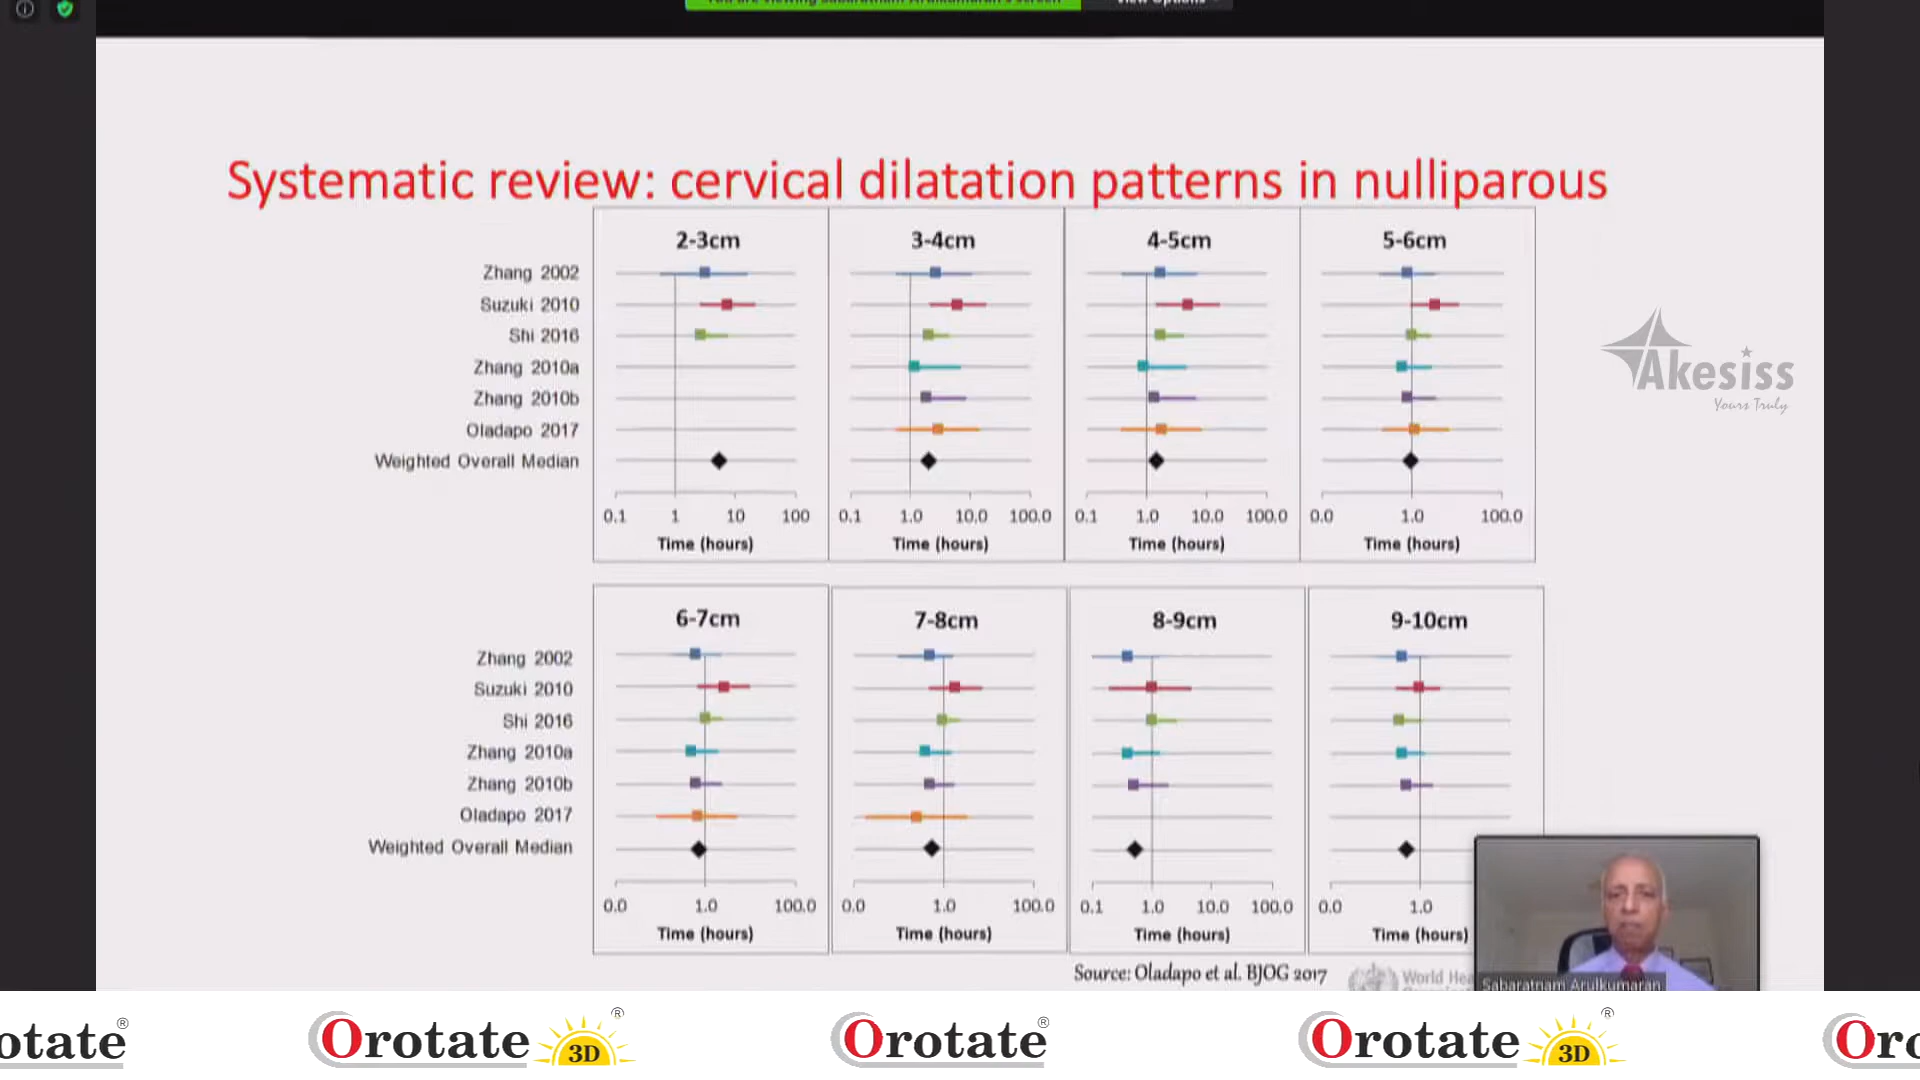 View Options
Systematic review: cervical dilatation patterns in nulliparous
2-3cm 3-4cm 4-5cm 5-6cm
Zhang 2002
Suzuki 2010
Shi 2016
Zhang 2010a
Zhang 2010b
Oladapo 2017
Weighted Overall Median
0.1 1 10 100 0.1 1.0 10.0 100.0 0.1 1.0 10.0 100.0 0.0 1.0 100.0
Time (hours) Time (hours) Time (hours) Time (hours)
Akesiss
Yours Truly
6-7cm 7-8cm 8-9cm 9-10cm
Zhang 2002
Suzuki 2010
Shi 2016
Zhang 2010a
Zhang 2010b
Oladapo 2017
Weighted Overall Median
0.0 1.0 100.0 0.0 1.0 100.0 0.1 1.0 10.0 100.0 0.0 1.0
Time (hours) Time (hours) Time (hours) Time (hours)
Source: Oladapo et al. BJOG 2017
World Hea
Sabaratnam Arulkumaran
otate® Orotate 3D® Orotate® Orotate 3D® Oro